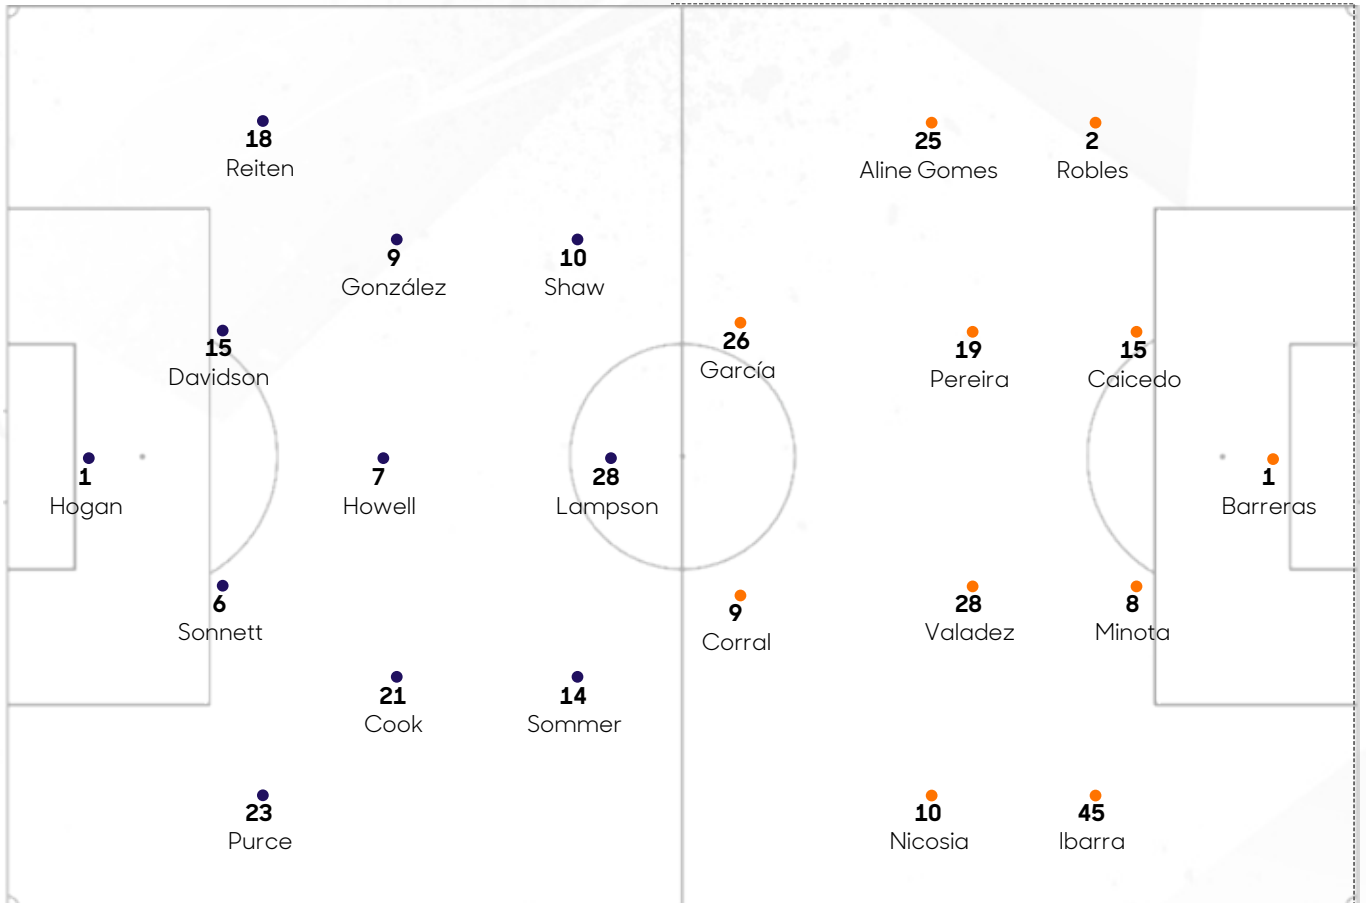 18
Reiten
25
Aline Gomes
2
Robles
9
González
10
Shaw
15
Davidson
26
García
19
Pereira
15
Caicedo
1
Hogan
7
Howell
28
Lampson
1
Barreras
6
Sonnett
9
Corral
28
Valadez
8
Minota
21
Cook
14
Sommer
23
Purce
10
Nicosia
45
Ibarra